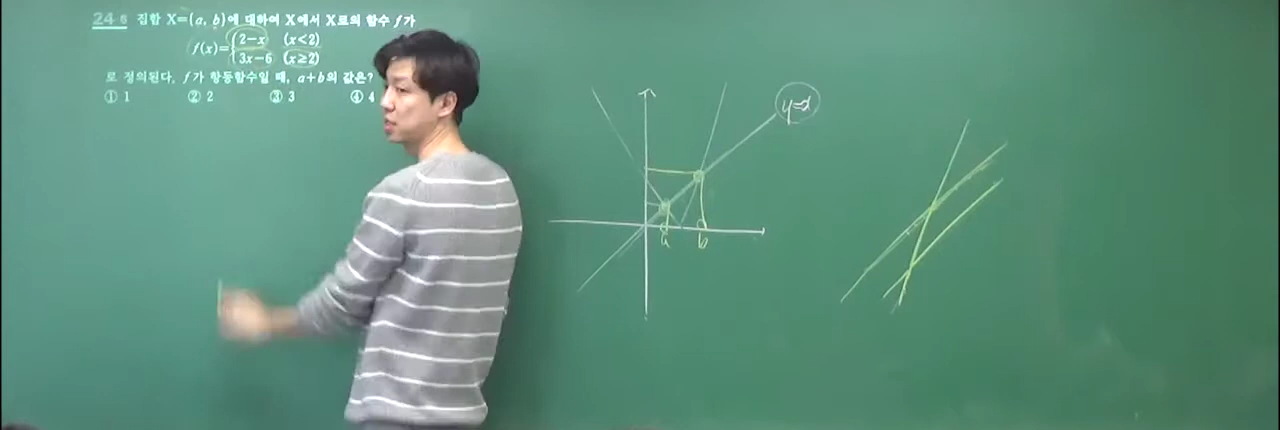 24 6 집합 X={a, b}에 대하여 X에서 X로의 함수 f가
f(x)={2-x (x<2)
3x-6 (x≥2)
로 정의된다. f가 항등함수일 때, a+b의 값은?
① 1 ② 2 ③ 3 ④ 4
y=x
a b